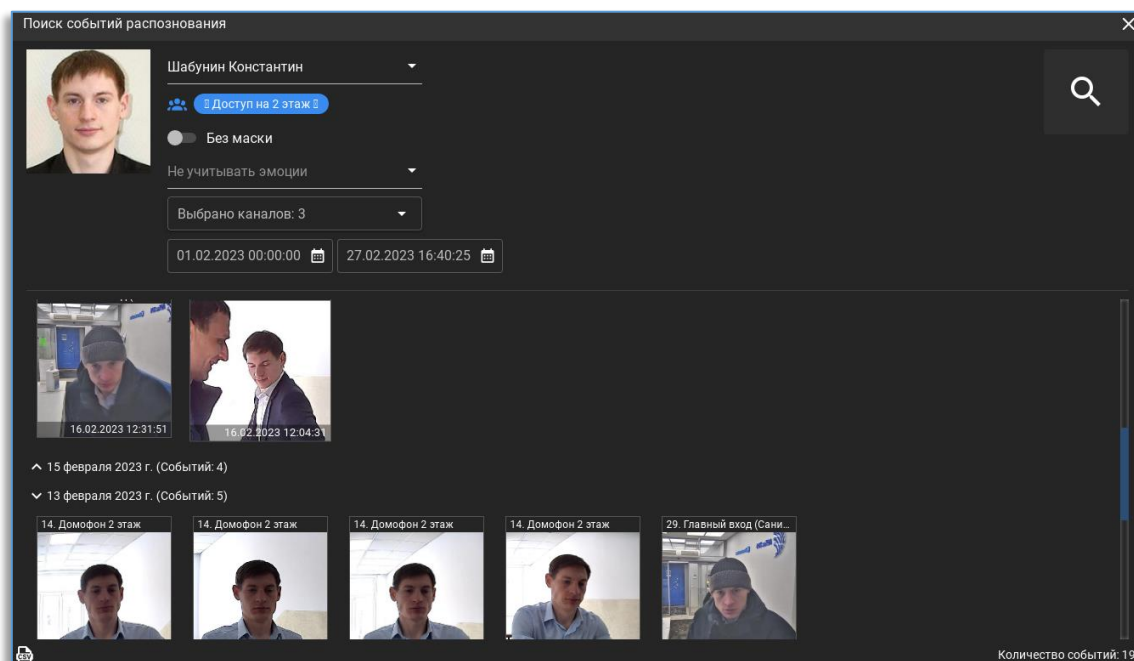 Поиск событий распознования
Шабунин Константин
Доступ на 2 этаж
Без маски
Не учитывать эмоции
Выбрано каналов: 3
01.02.2023 00:00:00 27.02.2023 16:40:25
16.02.2023 12:31:51 16.02.2023 12:04:31
15 февраля 2023 г. (Событий: 4)
13 февраля 2023 г. (Событий: 5)
14. Домофон 2 этаж 14. Домофон 2 этаж 14. Домофон 2 этаж 14. Домофон 2 этаж 29. Главный вход (Сани...
CSV Количество событий: 19